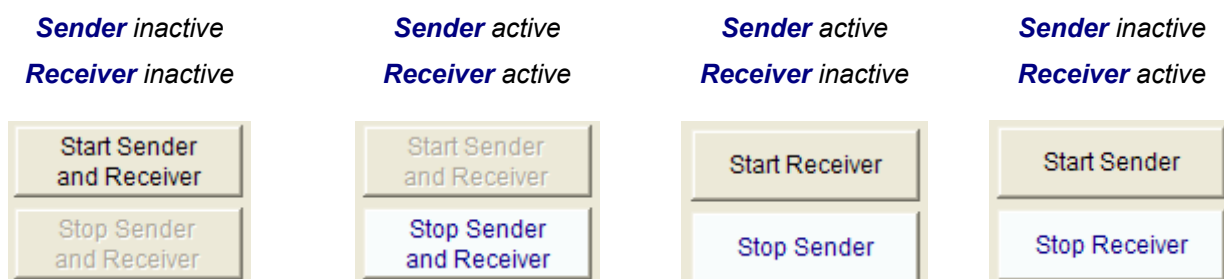 Sender inactive
Receiver inactive
Start Sender
and Receiver
Stop Sender
and Receiver
Sender active
Receiver active
Start Sender
and Receiver
Stop Sender
and Receiver
Sender active
Receiver inactive
Start Receiver
Stop Sender
Sender inactive
Receiver active
Start Sender
Stop Receiver